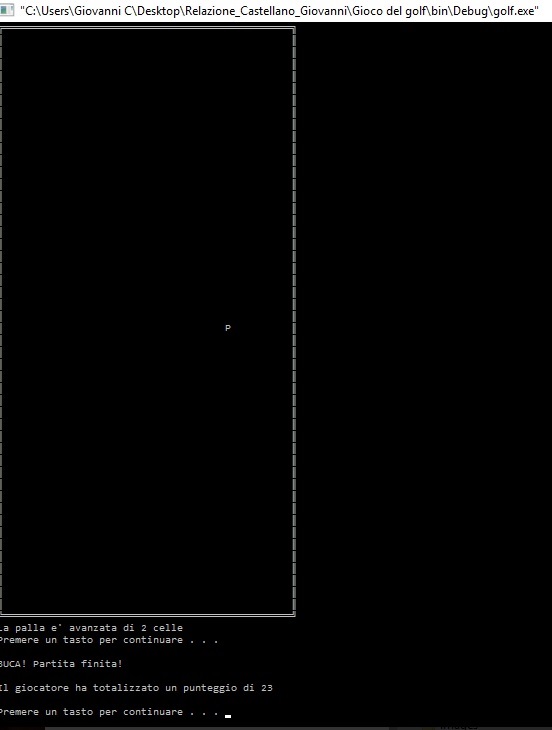 "C:\Users\Giovanni C\Desktop\Relazione_Castellano_Giovanni\Gioco del golf\bin\Debug\golf.exe"
P
La palla e' avanzata di 2 celle
Premere un tasto per continuare . . .
BUCA! Partita finita!
Il giocatore ha totalizzato un punteggio di 23
Premere un tasto per continuare . . .